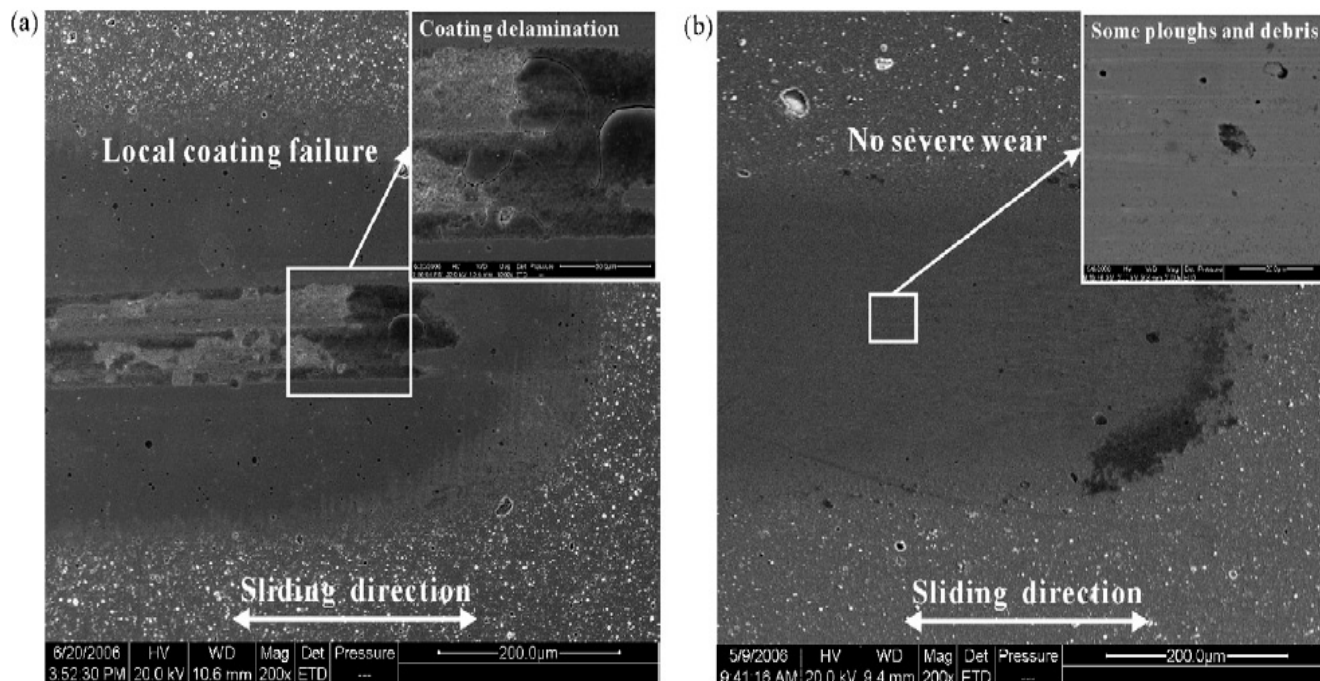 (a)
Coating delamination
Local coating failure
Sliding direction
6/20/2006 HV WD Mag Det Pressure
3:52:30 PM 20.0 kV 10.6 mm 200x ETD --- 200.0µm
(b)
Some ploughs and debris
No severe wear
Sliding direction
5/9/2006 HV WD Mag Det Pressure
9:41:16 AM 20.0 kV 9.4 mm 200x ETD --- 200.0µm